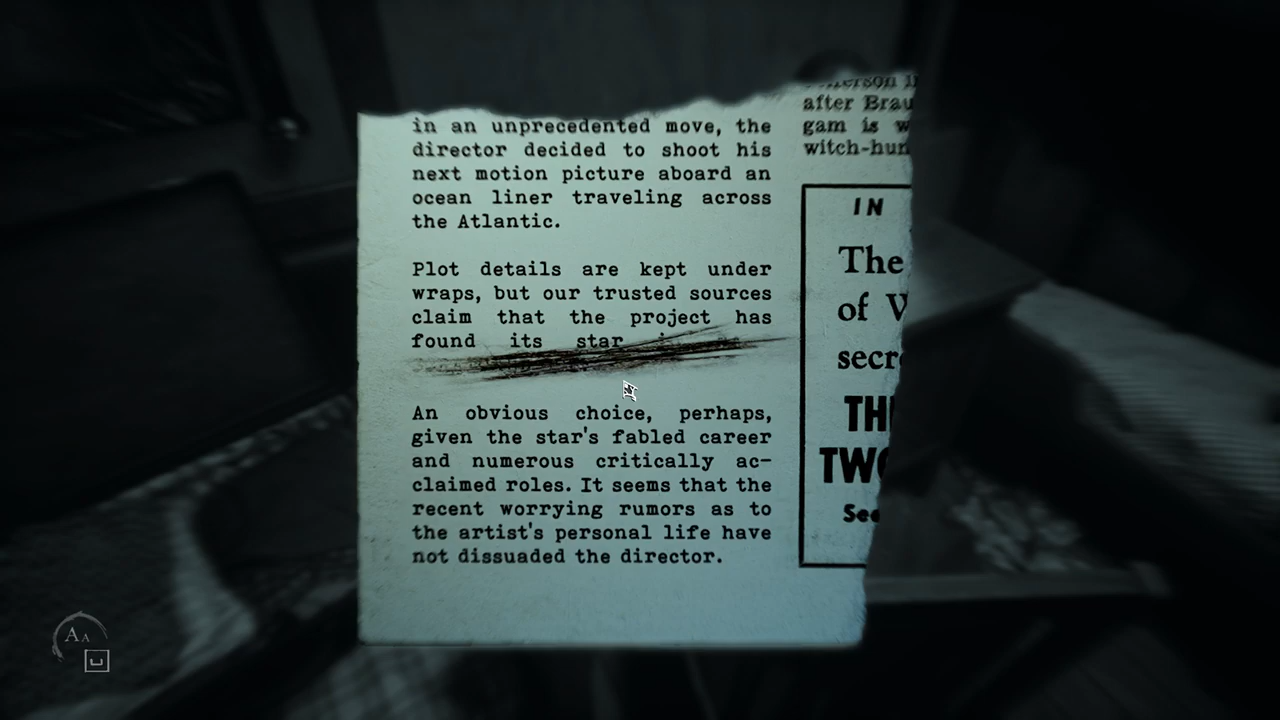 in an unprecedented move, the
director decided to shoot his
next motion picture aboard an
ocean liner traveling across
the Atlantic.
Plot details are kept under
wraps, but our trusted sources
claim that the project has
found its star
An obvious choice, perhaps,
given the star's fabled career
and numerous critically ac-
claimed roles. It seems that the
recent worrying rumors as to
the artist's personal life have
not dissuaded the director.
after Brau
gam is w
witch-hun
IN
The
of V
secr
TH
TWO
See
AA